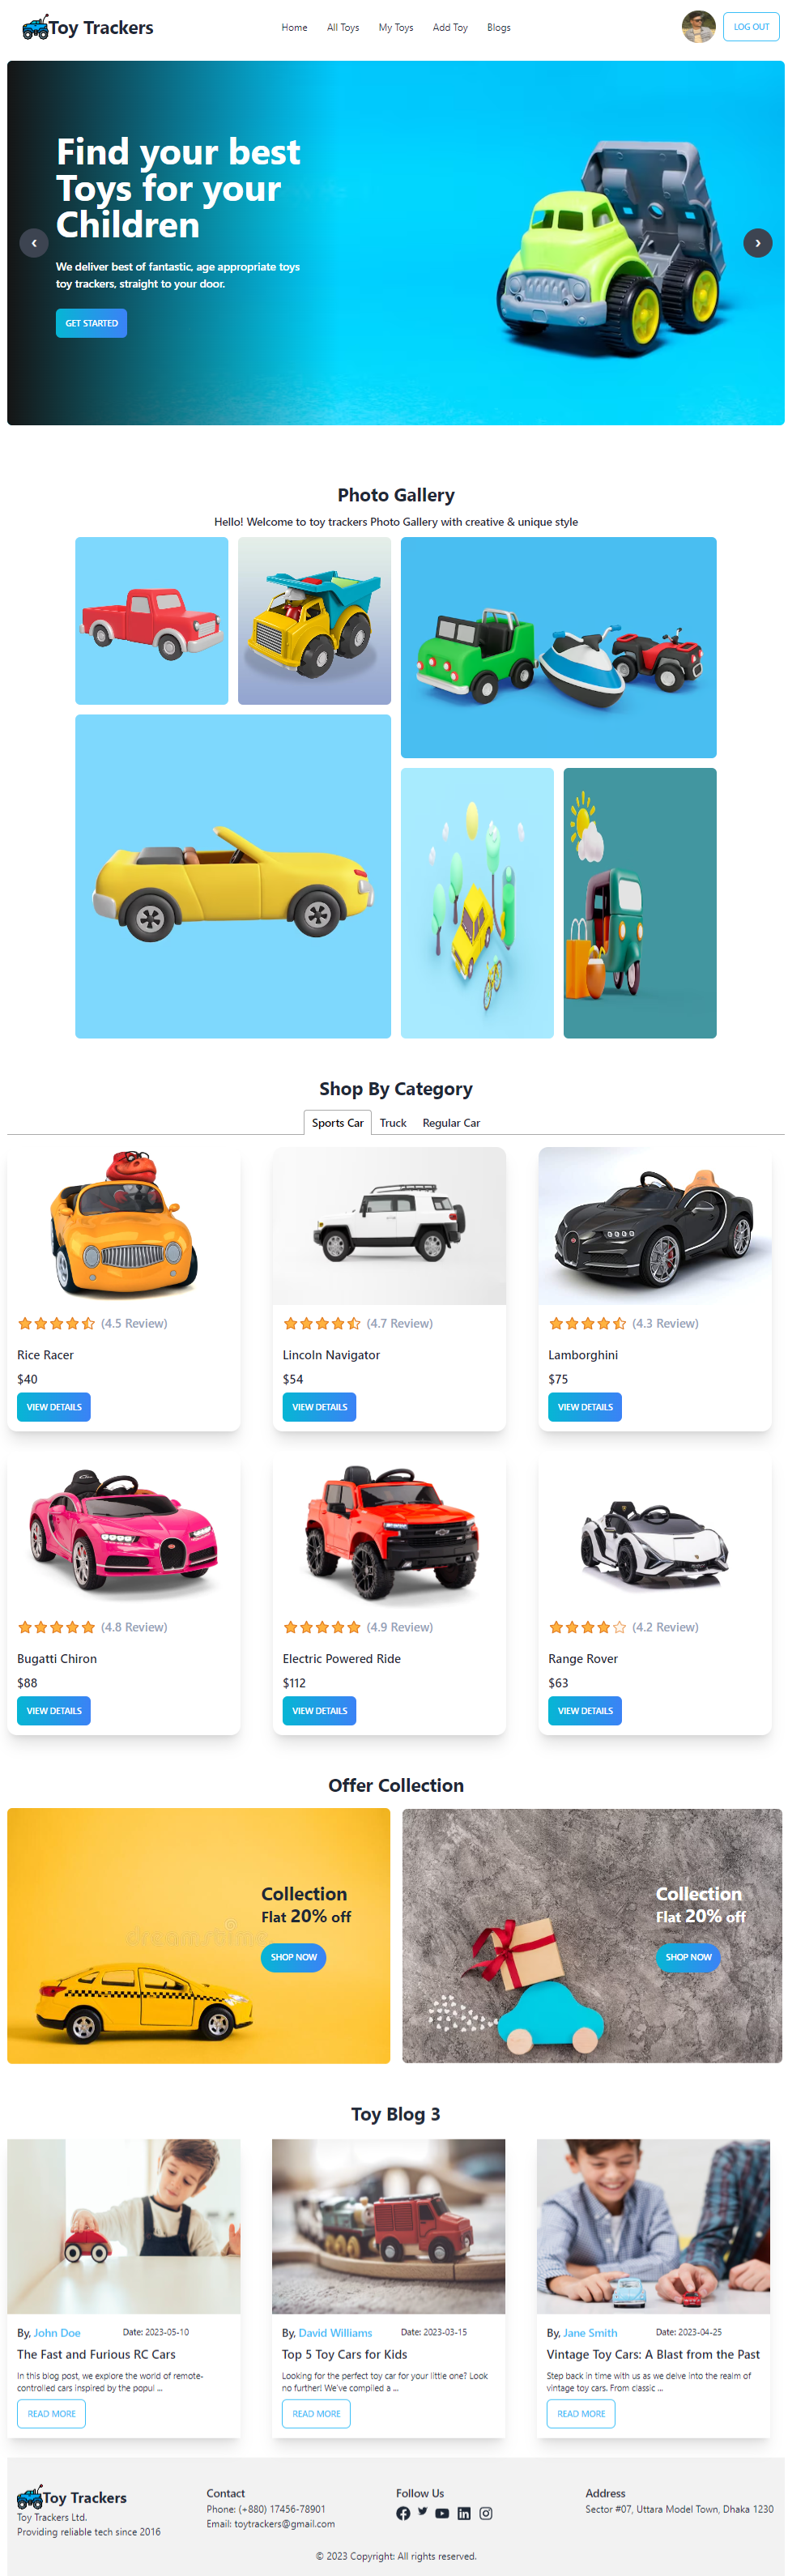 Toy Trackers
Home All Toys My Toys Add Toy Blogs
LOG OUT
Find your best
Toys for your
Children
We deliver best of fantastic, age appropriate toys
toy trackers, straight to your door.
GET STARTED
Photo Gallery
Hello! Welcome to toy trackers Photo Gallery with creative & unique style
Shop By Category
Sports Car Truck Regular Car
(4.5 Review)
Rice Racer
$40
VIEW DETAILS
(4.7 Review)
Lincoln Navigator
$54
VIEW DETAILS
(4.3 Review)
Lamborghini
$75
VIEW DETAILS
(4.8 Review)
Bugatti Chiron
$88
VIEW DETAILS
(4.9 Review)
Electric Powered Ride
$112
VIEW DETAILS
(4.2 Review)
Range Rover
$63
VIEW DETAILS
Offer Collection
Collection
Flat 20% off
SHOP NOW
dreamstime
Collection
Flat 20% off
SHOP NOW
Toy Blog 3
By, John Doe Date: 2023-05-10
The Fast and Furious RC Cars
In this blog post, we explore the world of remote-
controlled cars inspired by the popul ...
READ MORE
By, David Williams Date: 2023-03-15
Top 5 Toy Cars for Kids
Looking for the perfect toy car for your little one? Look
no further! We've compiled a ...
READ MORE
By, Jane Smith Date: 2023-04-25
Vintage Toy Cars: A Blast from the Past
Step back in time with us as we delve into the realm of
vintage toy cars. From classic ...
READ MORE
Toy Trackers
Toy Trackers Ltd.
Providing reliable tech since 2016
Contact
Phone: (+880) 17456-78901
Email: toytrackers@gmail.com
Follow Us
Address
Sector #07, Uttara Model Town, Dhaka 1230
© 2023 Copyright: All rights reserved.